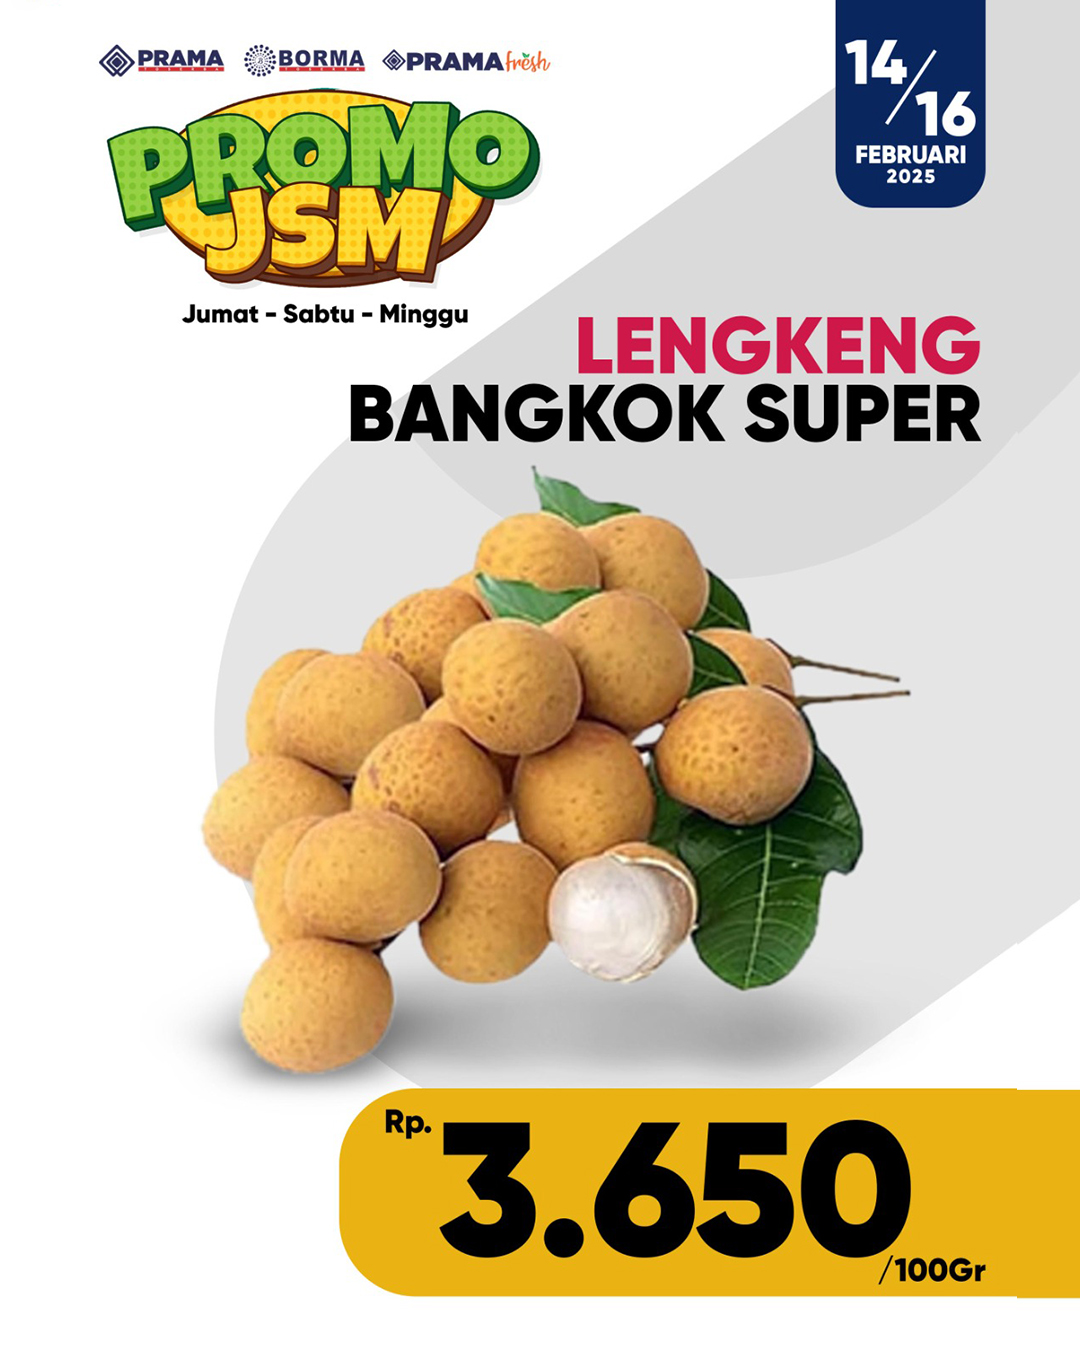 PRAMA BORMA PRAMA fresh
PROMO
JSM
Jumat - Sabtu - Minggu
14/16
FEBRUARI
2025
LENGKENG
BANGKOK SUPER
Rp. 3.650
/100Gr